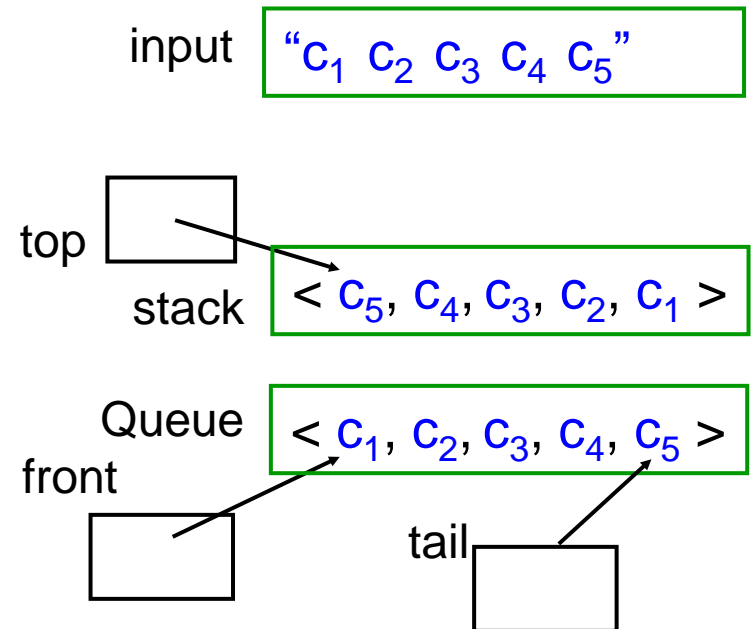 input “c₁ c₂ c₃ c₄ c₅”
top
stack < c₅, c₄, c₃, c₂, c₁ >
Queue < c₁, c₂, c₃, c₄, c₅ >
front
tail